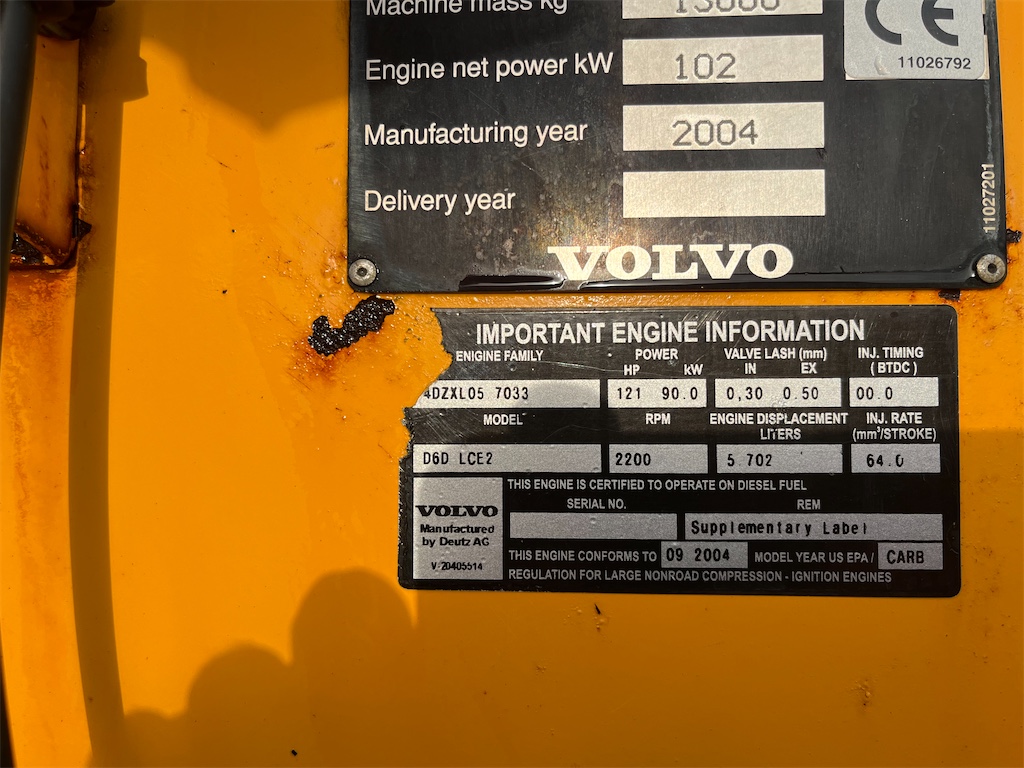 Machine mass kg 13000
CE
11026792
Engine net power kW 102
Manufacturing year 2004
Delivery year
11027201
VOLVO
IMPORTANT ENGINE INFORMATION
ENIGINE FAMILY POWER VALVE LASH (mm) INJ. TIMING
HP kW IN EX (BTDC)
4DZXL05 7033 121 90.0 0,30 0.50 00.0
MODEL RPM ENGINE DISPLACEMENT INJ. RATE
LITERS (mm³/STROKE)
D6D LCE2 2200 5.702 64.0
THIS ENGINE IS CERTIFIED TO OPERATE ON DIESEL FUEL
SERIAL NO. REM
VOLVO
Manufactured
by Deutz AG
V-20405514
Supplementary Label
THIS ENGINE CONFORMS TO 09 2004 MODEL YEAR US EPA / CARB
REGULATION FOR LARGE NONROAD COMPRESSION - IGNITION ENGINES